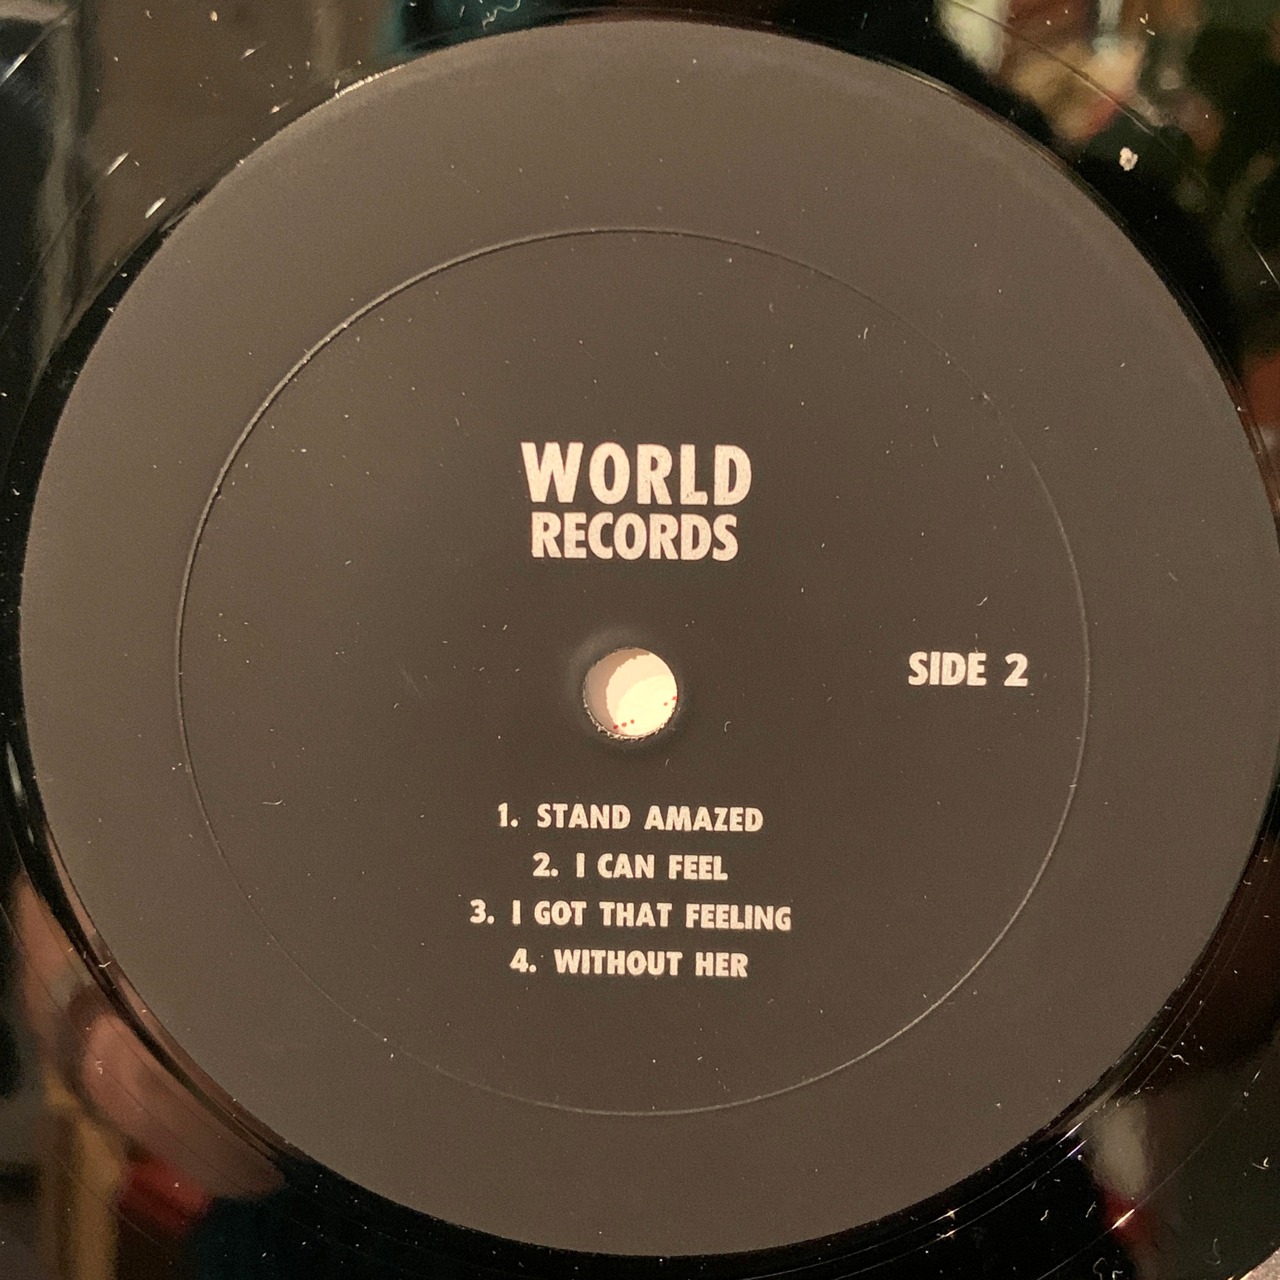 WORLD
RECORDS
SIDE 2
1. STAND AMAZED
2. I CAN FEEL
3. I GOT THAT FEELING
4. WITHOUT HER